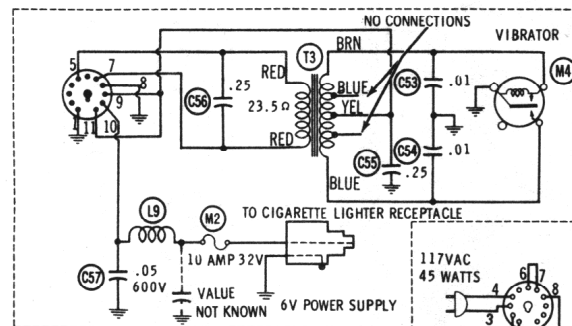 NO CONNECTIONS
VIBRATOR
5
7
T3
BRN
M4
RED
8
C56
.25
BLUE
C53
.01
9
23.5 Ω
YEL
1
11
10
RED
C54
.01
C55
.25
BLUE
L9
M2
TO CIGARETTE LIGHTER RECEPTACLE
10 AMP 32V
117VAC
45 WATTS
6
7
C57
.05
600V
VALUE
NOT KNOWN
6V POWER SUPPLY
4
8
3